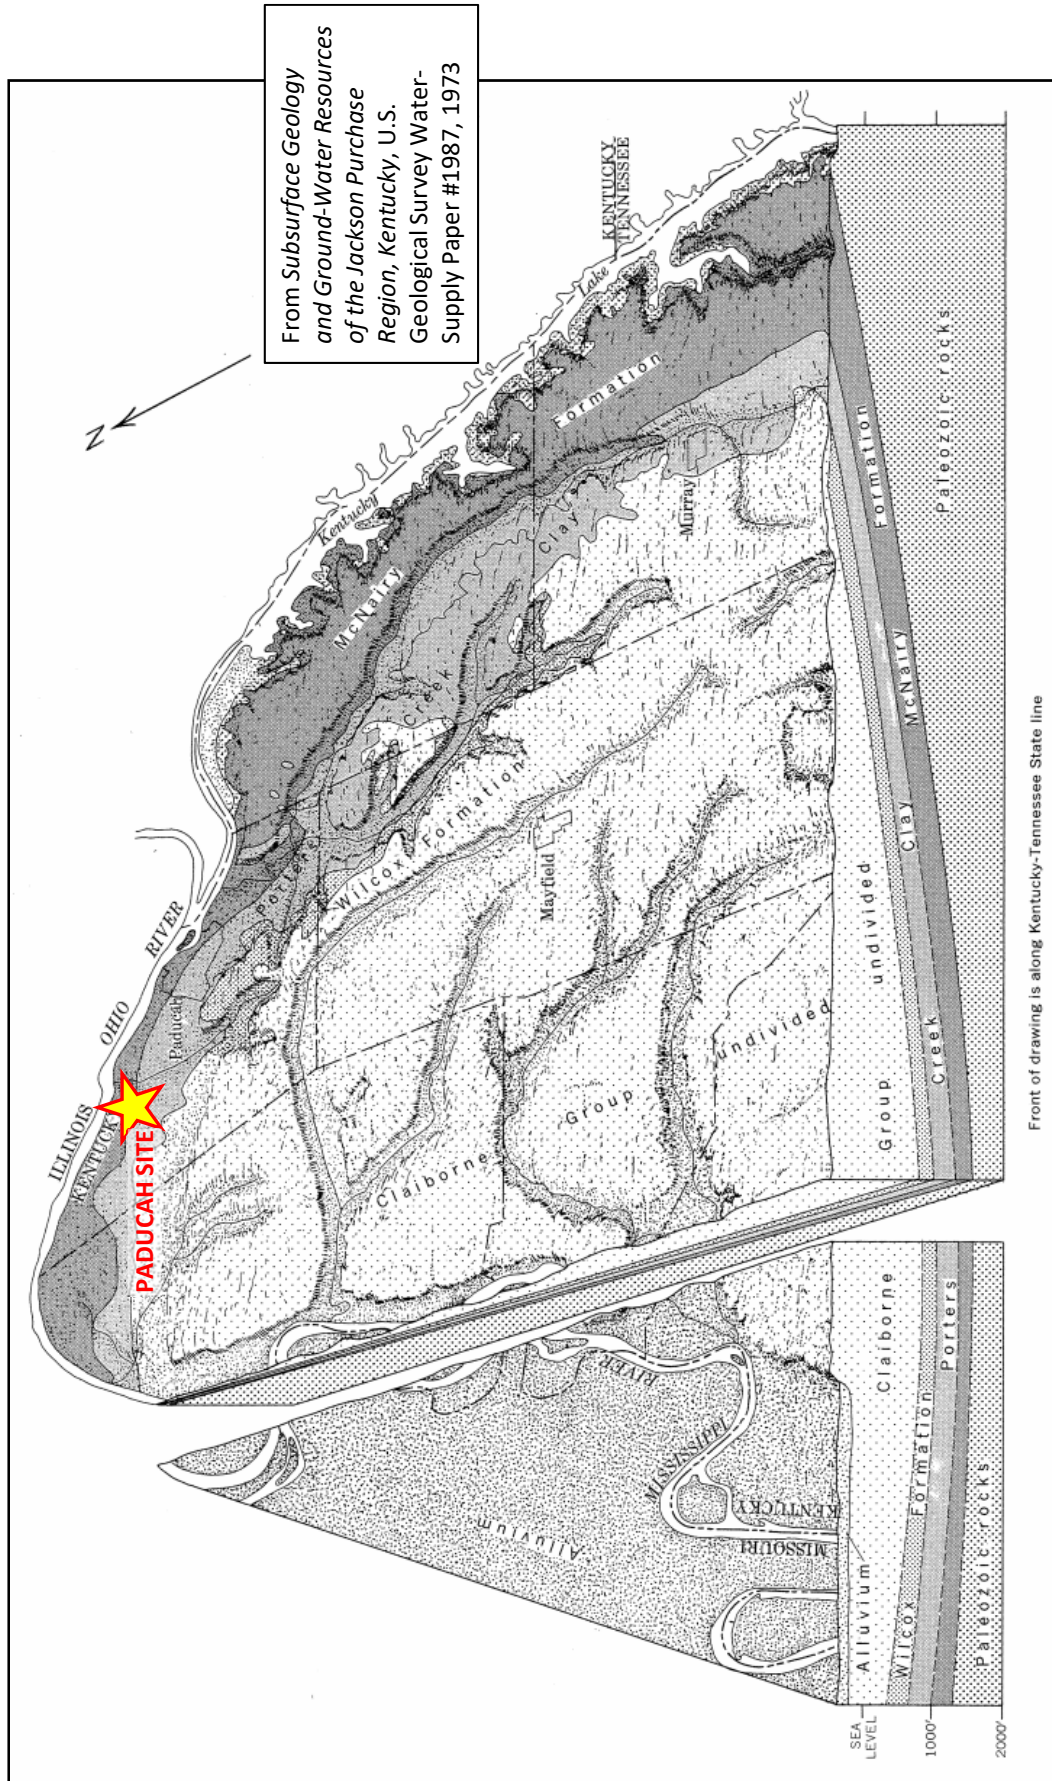 From Subsurface Geology
and Ground-Water Resources
of the Jackson Purchase
Region, Kentucky, U.S.
Geological Survey Water-
Supply Paper #1987, 1973
N
ILLINOIS
KENTUCK
OHIO RIVER
PADUCAH SITE
Paducah
Kentucky Lake
KENTUCKY
TENNESSEE
McNairy Formation
Porters Creek Clay
Wilcox Formation
Murray
Mayfield
Claiborne Group undivided
MISSISSIPPI RIVER
Alluvium
MISSOURI
KENTUCKY
SEA
LEVEL
1000'
2000'
Alluvium
Claiborne Group undivided
Wilcox Formation
Porters Creek Clay
McNairy Formation
Paleozoic rocks
Paleozoic rocks
Front of drawing is along Kentucky-Tennessee State line